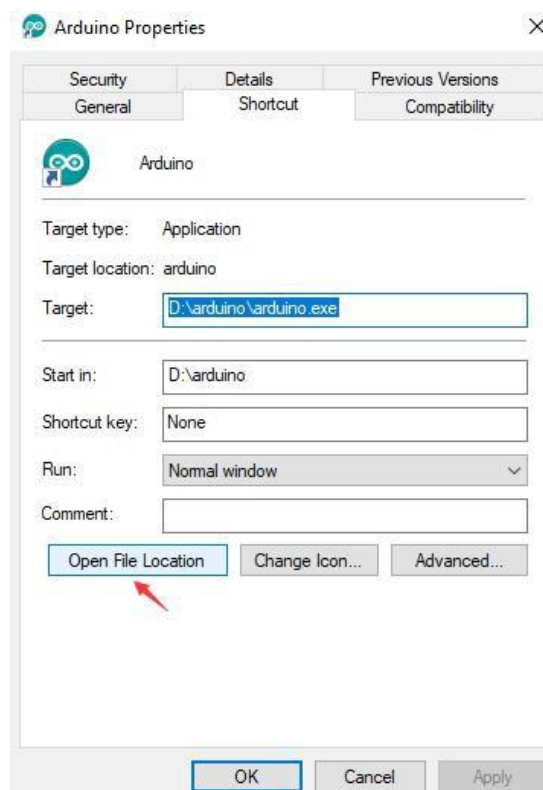 Arduino Properties
Security Details Previous Versions
General Shortcut Compatibility
Arduino
Target type: Application
Target location: arduino
Target: D:\arduino\arduino.exe
Start in: D:\arduino
Shortcut key: None
Run: Normal window
Comment:
Open File Location Change Icon... Advanced...
OK Cancel Apply